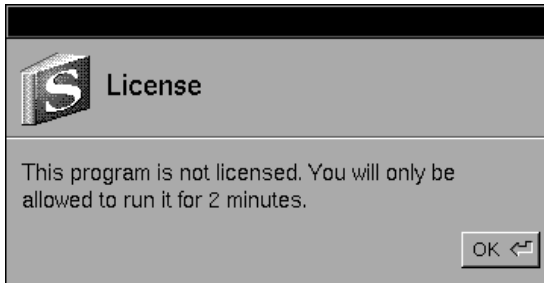 S
License
This program is not licensed. You will only be
allowed to run it for 2 minutes.
OK